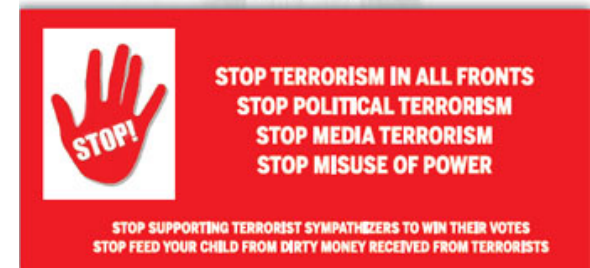 STOP!
STOP TERRORISM IN ALL FRONTS
STOP POLITICAL TERRORISM
STOP MEDIA TERRORISM
STOP MISUSE OF POWER
STOP SUPPORTING TERRORIST SYMPATHIZERS TO WIN THEIR VOTES
STOP FEED YOUR CHILD FROM DIRTY MONEY RECEIVED FROM TERRORISTS